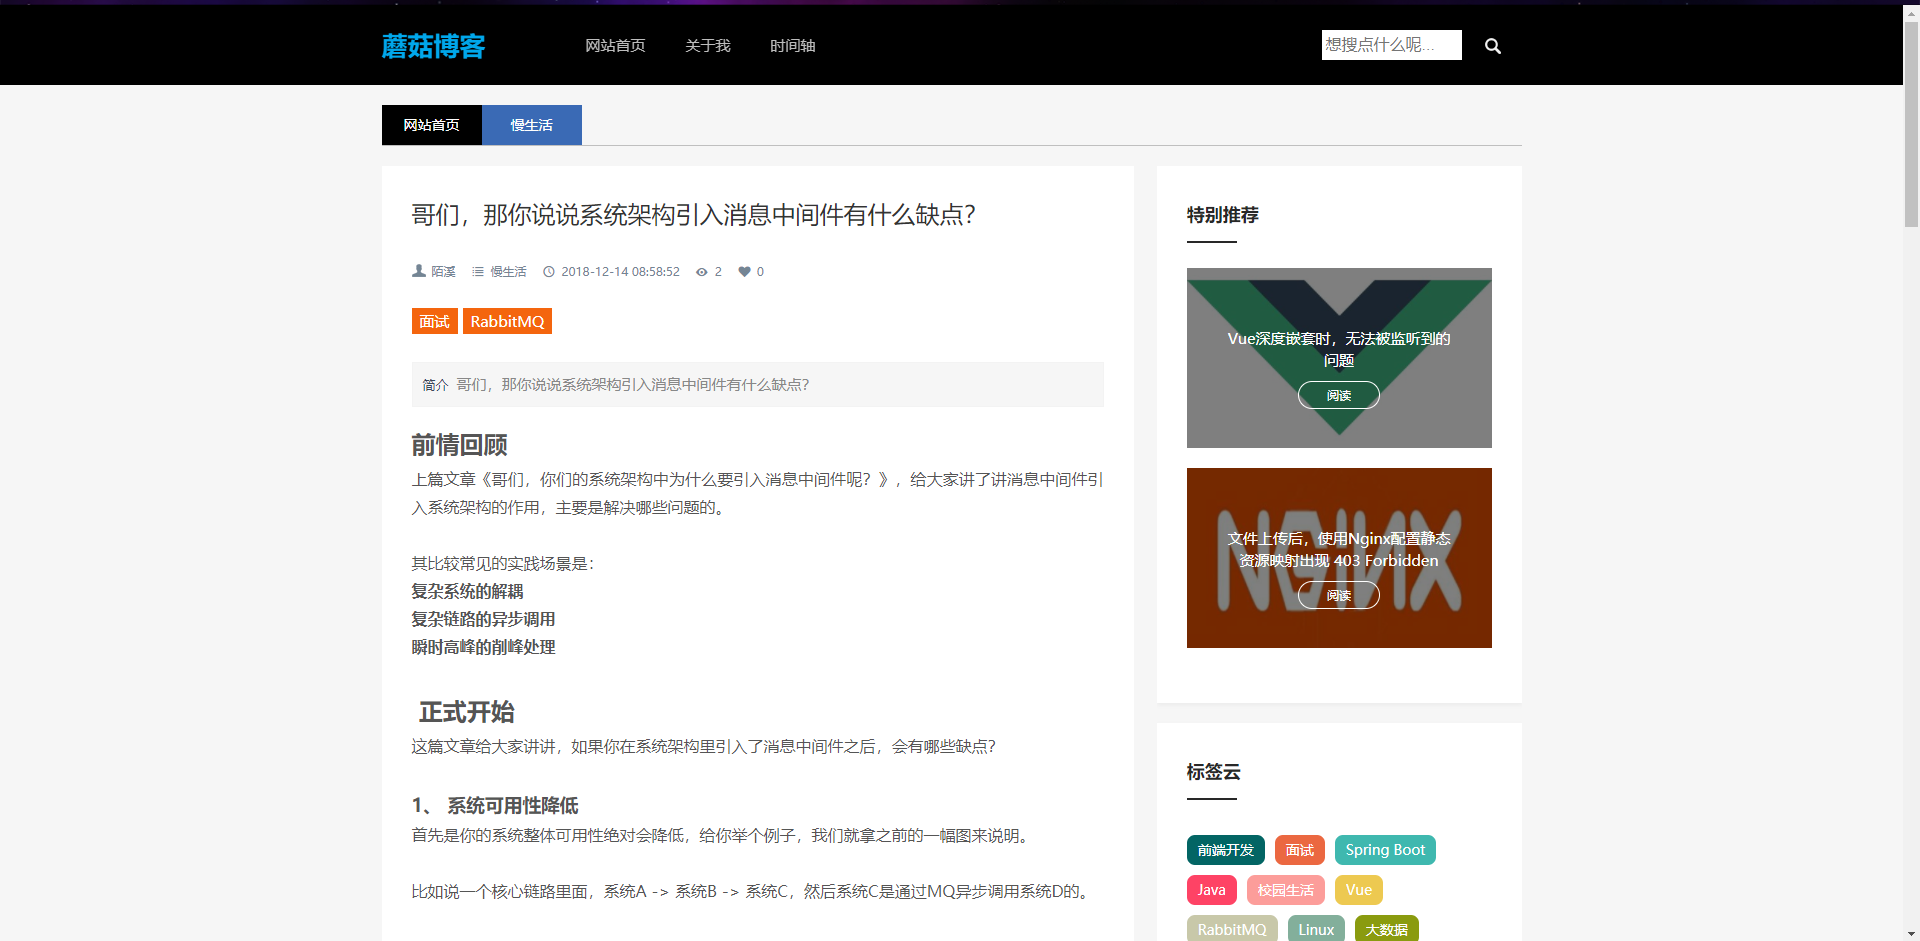 蘑菇博客
网站首页 关于我 时间轴
想搜点什么呢...
网站首页 慢生活
哥们，那你说说系统架构引入消息中间件有什么缺点？
陌溪 慢生活 2018-12-14 08:58:52 2 0
面试 RabbitMQ
简介 哥们，那你说说系统架构引入消息中间件有什么缺点？
前情回顾
上篇文章《哥们，你们的系统架构中为什么要引入消息中间件呢？》，给大家讲了讲消息中间件引
入系统架构的作用，主要是解决哪些问题的。
其比较常见的实践场景是：
复杂系统的解耦
复杂链路的异步调用
瞬时高峰的削峰处理
正式开始
这篇文章给大家讲讲，如果你在系统架构里引入了消息中间件之后，会有哪些缺点？
1、 系统可用性降低
首先是你的系统整体可用性绝对会降低，给你举个例子，我们就拿之前的一幅图来说明。
比如说一个核心链路里面，系统A -> 系统B -> 系统C，然后系统C是通过MQ异步调用系统D的。
特别推荐
Vue深度嵌套时，无法被监听到的
问题
阅读
NGINX
文件上传后，使用Nginx配置静态
资源映射出现 403 Forbidden
阅读
标签云
前端开发 面试 Spring Boot
Java 校园生活 Vue
RabbitMQ Linux 大数据